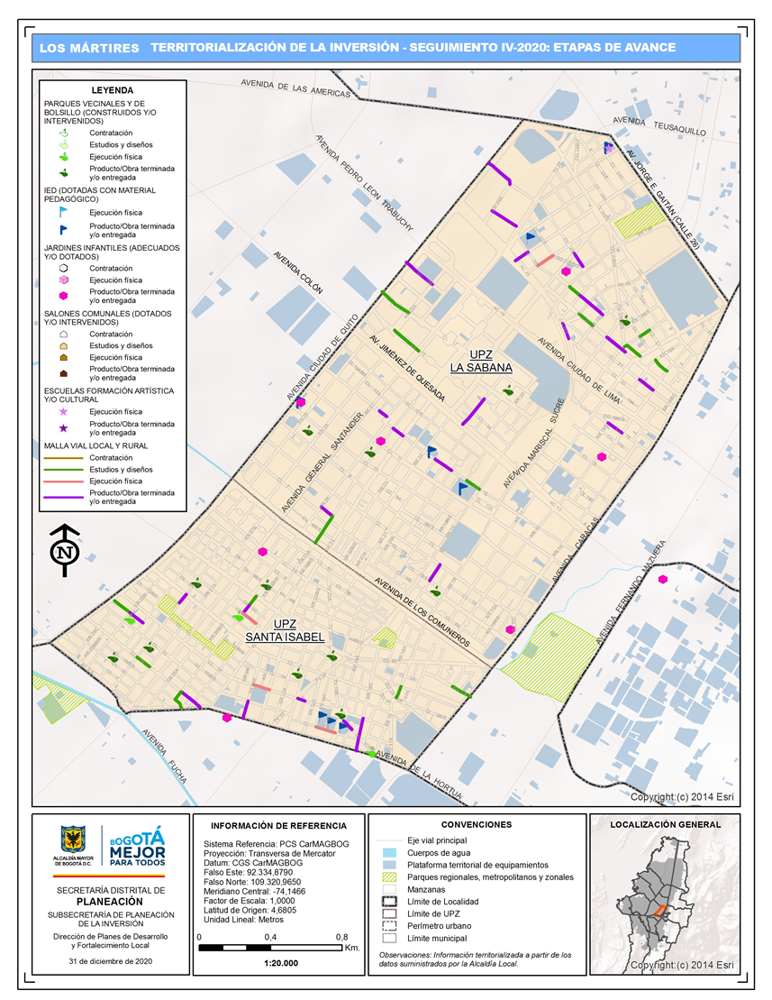 LOS MÁRTIRES TERRITORIALIZACIÓN DE LA INVERSIÓN - SEGUIMIENTO IV-2020: ETAPAS DE AVANCE
LEYENDA
PARQUES VECINALES Y DE
BOLSILLO (CONSTRUIDOS Y/O
INTERVENIDOS)
Contratación
Estudios y diseños
Ejecución física
Producto/Obra terminada
y/o entregada
IED (DOTADAS CON MATERIAL
PEDAGÓGICO)
Ejecución física
Producto/Obra terminada
y/o entregada
JARDINES INFANTILES (ADECUADOS
Y/O DOTADOS)
Contratación
Ejecución física
Producto/Obra terminada
y/o entregada
SALONES COMUNALES (DOTADOS
Y/O INTERVENIDOS)
Contratación
Estudios y diseños
Ejecución física
Producto/Obra terminada
y/o entregada
ESCUELAS FORMACIÓN ARTÍSTICA
Y/O CULTURAL
Ejecución física
Producto/Obra terminada
y/o entregada
MALLA VIAL LOCAL Y RURAL
Contratación
Estudios y diseños
Ejecución física
Producto/Obra terminada
y/o entregada
N
AVENIDA DE LAS AMERICAS
AVENIDA TEUSAQUILLO
AVENIDA PEDRO LEON TRABUCHY
AV. JORGE E. GAITÁN (CALLE 26)
AVENIDA COLÓN
AVENIDA CIUDAD DE QUITO
AV. JIMÉNEZ DE QUESADA
UPZ
LA SABANA
AVENIDA CIUDAD DE LIMA
AVENIDA MARISCAL SUCRE
AVENIDA GENERAL SANTANDER
AVENIDA CARACAS
AVENIDA FERNANDO MAZUERA
AVENIDA DE LOS COMUNEROS
UPZ
SANTA ISABEL
AVENIDA FUCHA
AVENIDA DE LA HORTUA
Copyright:(c) 2014 Esri
ALCALDÍA MAYOR
DE BOGOTÁ D.C.
BOGOTÁ
MEJOR
PARA TODOS
SECRETARÍA DISTRITAL DE
PLANEACIÓN
SUBSECRETARÍA DE PLANEACIÓN
DE LA INVERSIÓN
Dirección de Planes de Desarrollo
y Fortalecimiento Local
31 de diciembre de 2020
INFORMACIÓN DE REFERENCIA
Sistema Referencia: PCS CarMAGBOG
Proyección: Transversa de Mercator
Datum: CGS CarMAGBOG
Falso Este: 92.334,8790
Falso Norte: 109.320,9650
Meridiano Central: -74,1466
Factor de Escala: 1,0000
Latitud de Origen: 4,6805
Unidad Lineal: Metros
0 0,4 0,8
Km.
1:20.000
CONVENCIONES
Eje vial principal
Cuerpos de agua
Plataforma territorial de equipamientos
Parques regionales, metropolitanos y zonales
Manzanas
Límite de Localidad
Límite de UPZ
Perímetro urbano
Límite municipal
Observaciones: Información territorializada a partir de los
datos suministrados por la Alcaldía Local.
LOCALIZACIÓN GENERAL
Copyright:(c) 2014 Esri